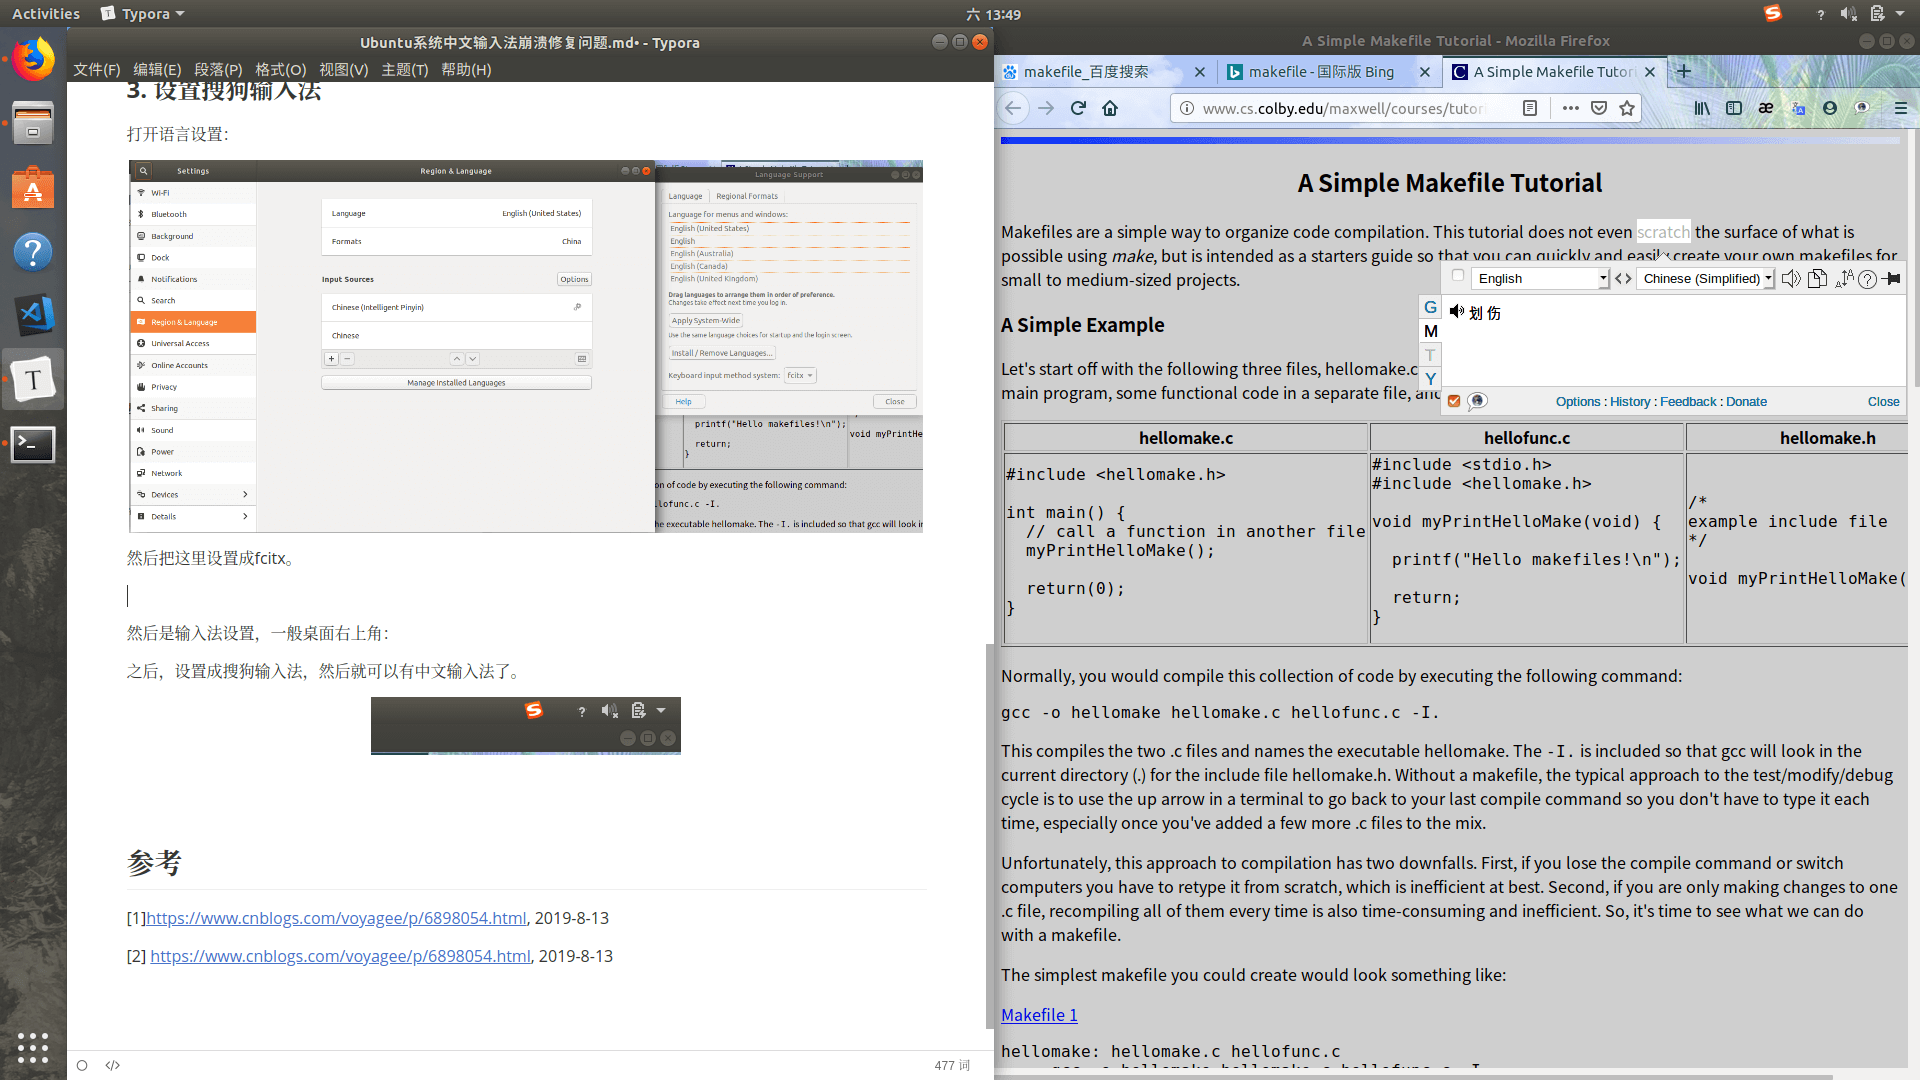 Activities
Typora
六 13:49
?
Ubuntu系统中文输入法崩溃修复问题.md• - Typora
文件(F) 编辑(E) 段落(P) 格式(O) 视图(V) 主题(T) 帮助(H)
3. 设置搜狗输入法
打开语言设置：
Settings
Region & Language
Wi-Fi
Bluetooth
Background
Dock
Notifications
Search
Region & Language
Universal Access
Online Accounts
Privacy
Sharing
Sound
Power
Network
Devices
Details
Language
English (United States)
Formats
China
Input Sources
Options
Chinese (Intelligent Pinyin)
Chinese
Manage Installed Languages
Language Support
Language
Regional Formats
Language for menus and windows:
English (United States)
English
English (Australia)
English (Canada)
English (United Kingdom)
Drag languages to arrange them in order of preference.
Changes take effect next time you log in.
Apply System-Wide
Use the same language choices for startup and the login screen.
Install / Remove Languages...
Keyboard input method system: fcitx
Help
Close
printf("Hello makefiles!\n");
void myPrintHe
return;
}
on of code by executing the following command:
lofunc.c -I.
he executable hellomake. The -I. is included so that gcc will look in
然后把这里设置成fcitx。
然后是输入法设置，一般桌面右上角：
之后，设置成搜狗输入法，然后就可以有中文输入法了。
?
参考
[1]https://www.cnblogs.com/voyagee/p/6898054.html, 2019-8-13
[2] https://www.cnblogs.com/voyagee/p/6898054.html, 2019-8-13
477 词
A Simple Makefile Tutorial - Mozilla Firefox
makefile_百度搜索
makefile - 国际版 Bing
A Simple Makefile Tutori
www.cs.colby.edu/maxwell/courses/tutor
A Simple Makefile Tutorial
Makefiles are a simple way to organize code compilation. This tutorial does not even scratch the surface of what is
possible using make, but is intended as a starters guide so that you can quickly and easily create your own makefiles for
small to medium-sized projects.
English
Chinese (Simplified)
G
M
T
Y
划 伤
Options : History : Feedback : Donate
Close
A Simple Example
Let's start off with the following three files, hellomake.c
main program, some functional code in a separate file, an
hellomake.c
hellofunc.c
hellomake.h
#include <hellomake.h>
int main() {
// call a function in another file
myPrintHelloMake();
return(0);
}
#include <stdio.h>
#include <hellomake.h>
void myPrintHelloMake(void) {
printf("Hello makefiles!\n");
return;
}
/*
example include file
*/
void myPrintHelloMake(
Normally, you would compile this collection of code by executing the following command:
gcc -o hellomake hellomake.c hellofunc.c -I.
This compiles the two .c files and names the executable hellomake. The -I. is included so that gcc will look in the
current directory (.) for the include file hellomake.h. Without a makefile, the typical approach to the test/modify/debug
cycle is to use the up arrow in a terminal to go back to your last compile command so you don't have to type it each
time, especially once you've added a few more .c files to the mix.
Unfortunately, this approach to compilation has two downfalls. First, if you lose the compile command or switch
computers you have to retype it from scratch, which is inefficient at best. Second, if you are only making changes to one
.c file, recompiling all of them every time is also time-consuming and inefficient. So, it's time to see what we can do
with a makefile.
The simplest makefile you could create would look something like:
Makefile 1
hellomake: hellomake.c hellofunc.c